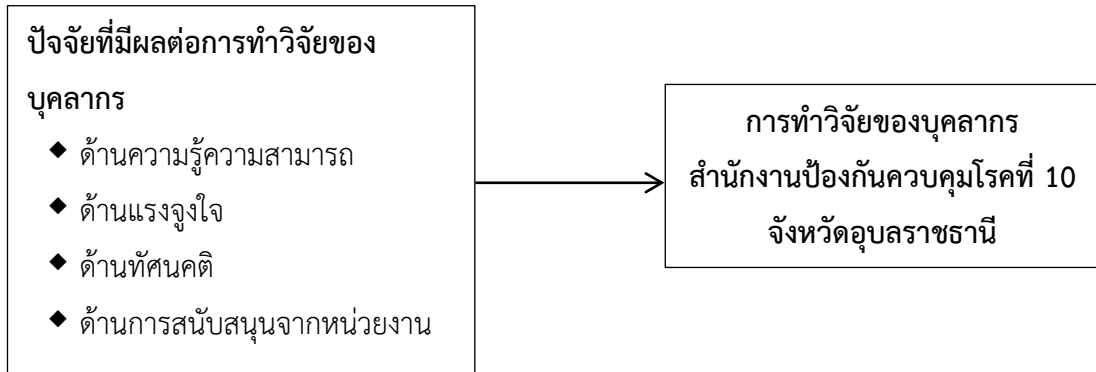 ปัจจัยที่มีผลต่อการทำวิจัยของ
บุคลากร
◆ ด้านความรู้ความสามารถ
◆ ด้านแรงจูงใจ
◆ ด้านทัศนคติ
◆ ด้านการสนับสนุนจากหน่วยงาน
การทำวิจัยของบุคลากร
สำนักงานป้องกันควบคุมโรคที่ 10
จังหวัดอุบลราชธานี